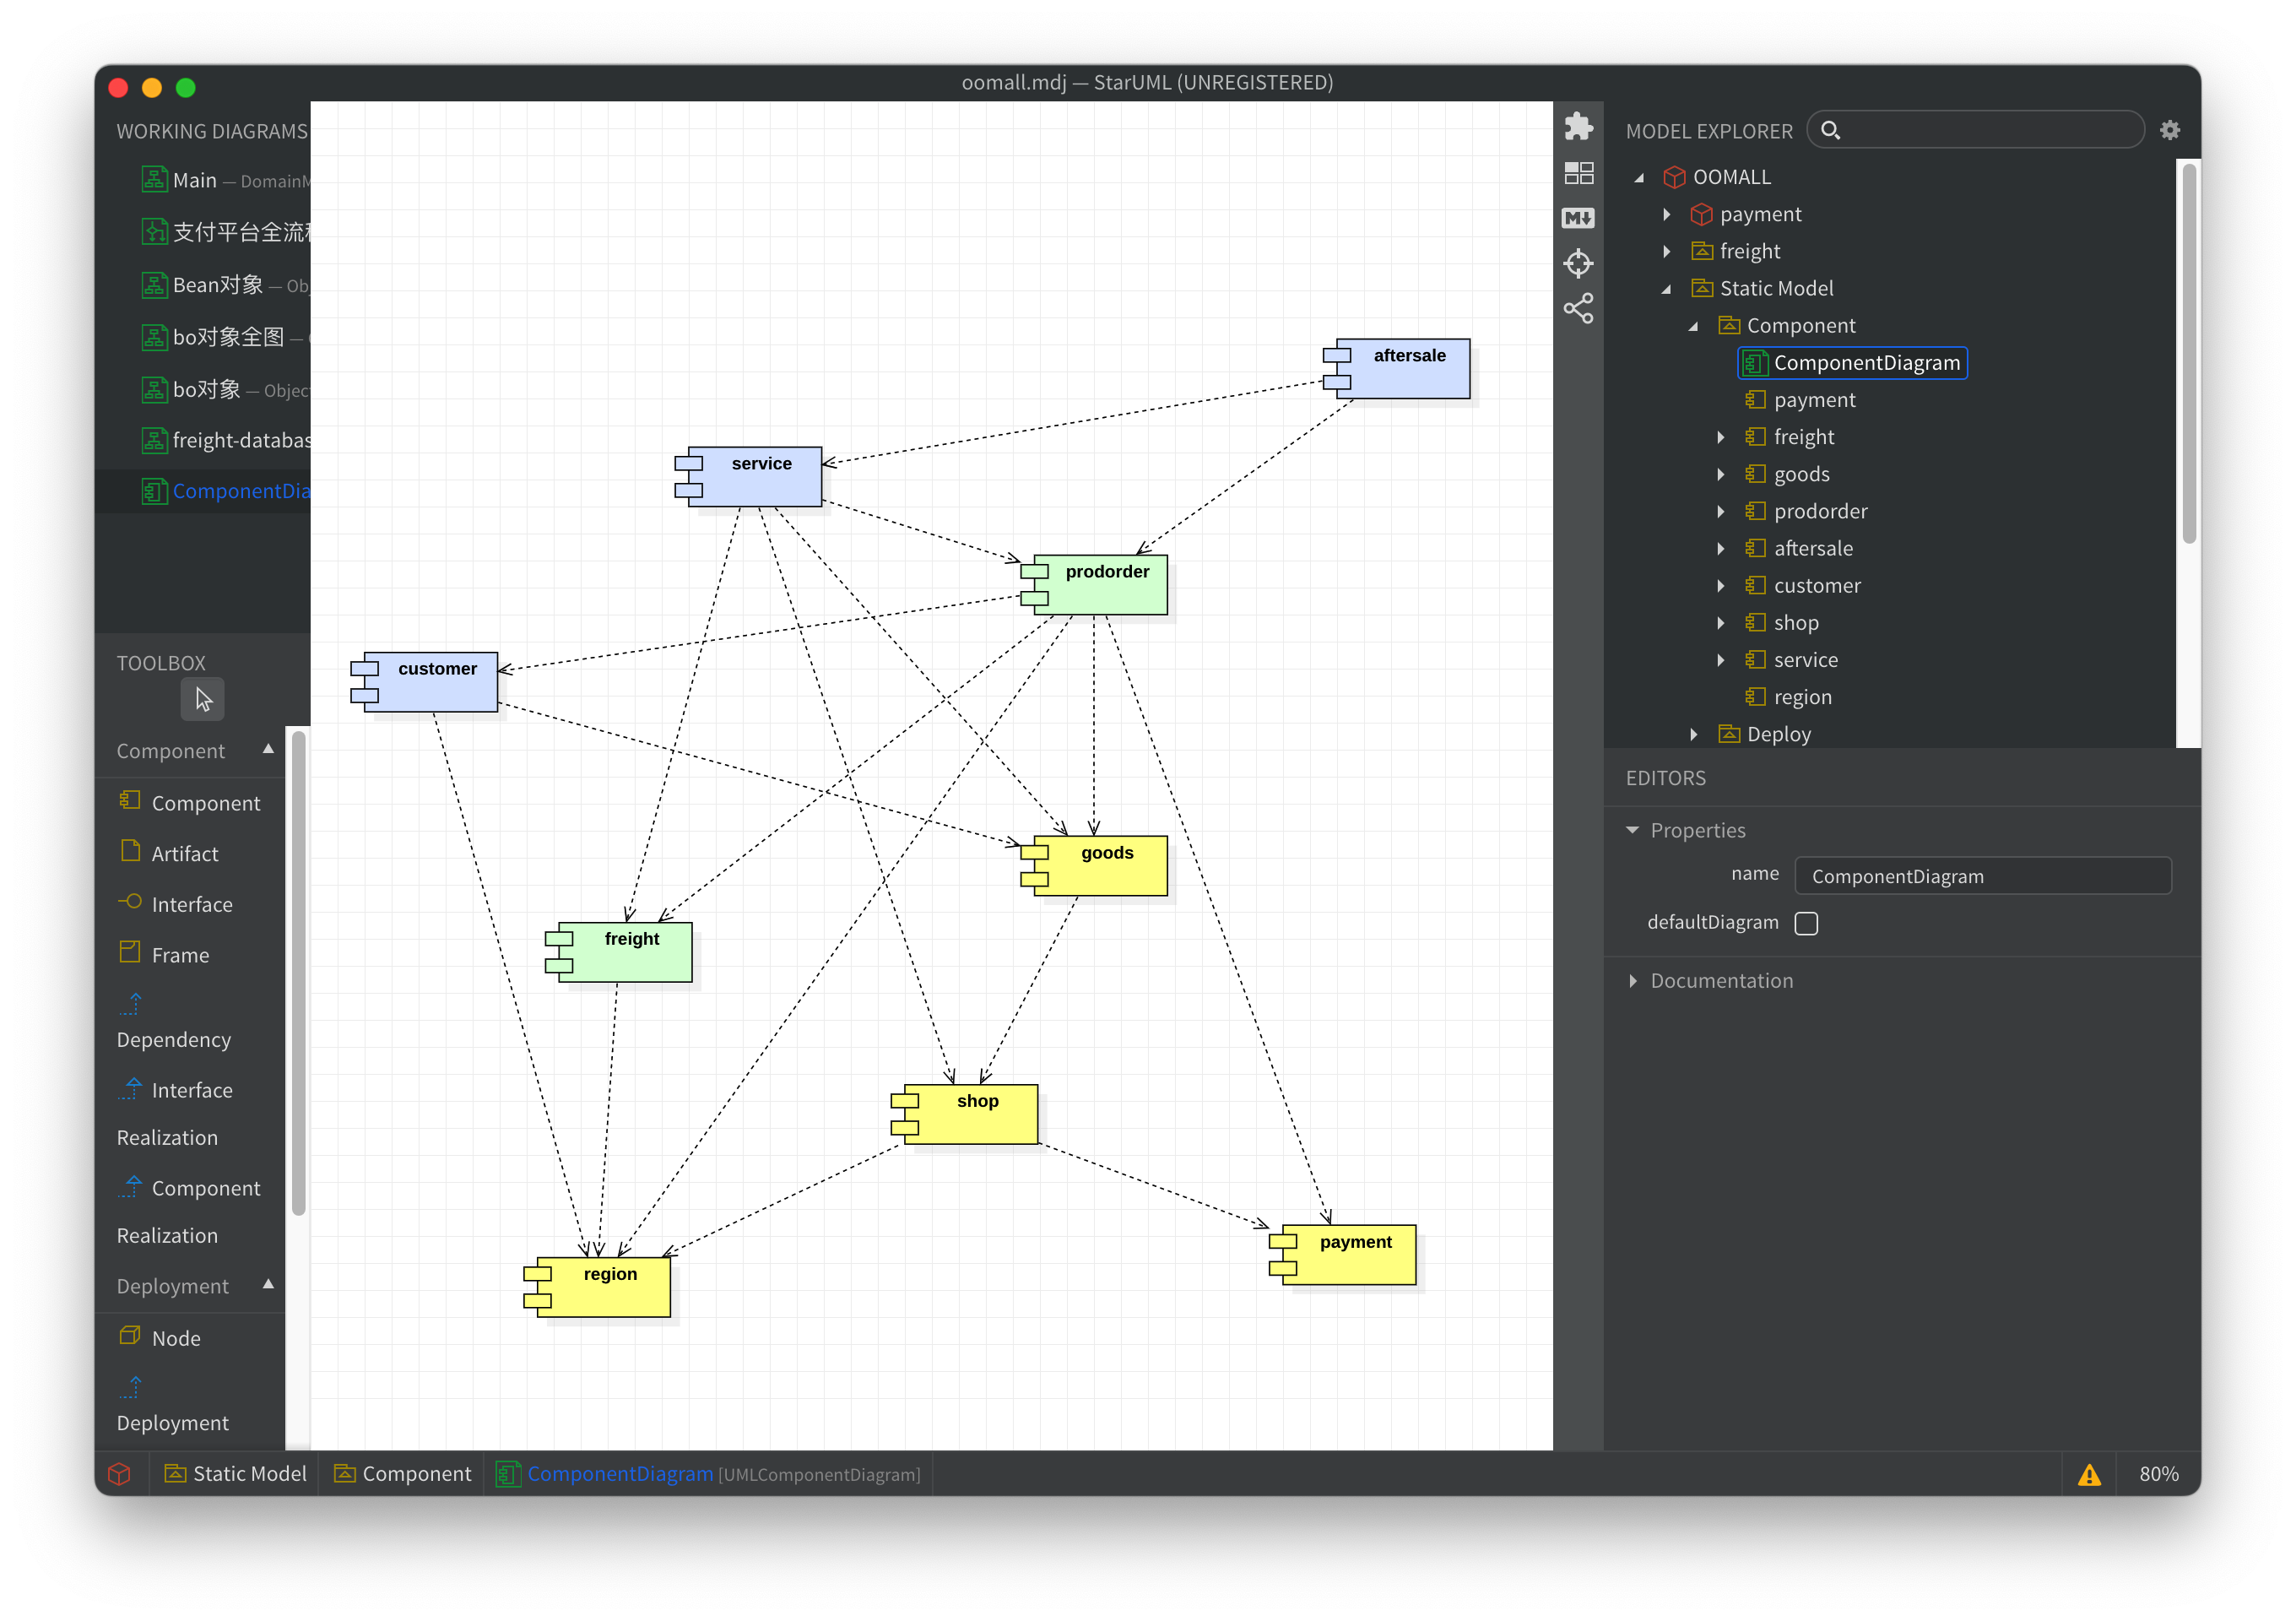 oomall.mdj — StarUML (UNREGISTERED)
WORKING DIAGRAMS
Main — DomainM
支付平台全流
Bean对象 — Ob
bo对象全图 —
bo对象 — Objec
freight-databas
ComponentDia
TOOLBOX
Component
Component
Artifact
Interface
Frame
Dependency
Interface
Realization
Component
Realization
Deployment
Node
Deployment
aftersale
service
prodorder
customer
goods
freight
shop
payment
region
MODEL EXPLORER
OOMALL
payment
freight
Static Model
Component
ComponentDiagram
payment
freight
goods
prodorder
aftersale
customer
shop
service
region
Deploy
EDITORS
Properties
name ComponentDiagram
defaultDiagram
Documentation
Static Model Component ComponentDiagram [UMLComponentDiagram] 80%